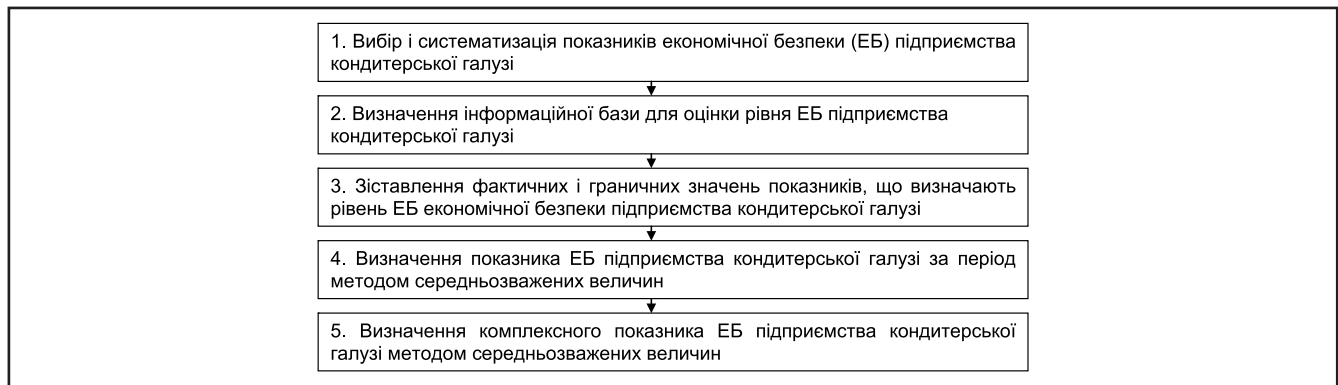 1. Вибір і систематизація показників економічної безпеки (ЕБ) підприємства
кондитерської галузі
2. Визначення інформаційної бази для оцінки рівня ЕБ підприємства
кондитерської галузі
3. Зіставлення фактичних і граничних значень показників, що визначають
рівень ЕБ економічної безпеки підприємства кондитерської галузі
4. Визначення показника ЕБ підприємства кондитерської галузі за період
методом середньозважених величин
5. Визначення комплексного показника ЕБ підприємства кондитерської
галузі методом середньозважених величин